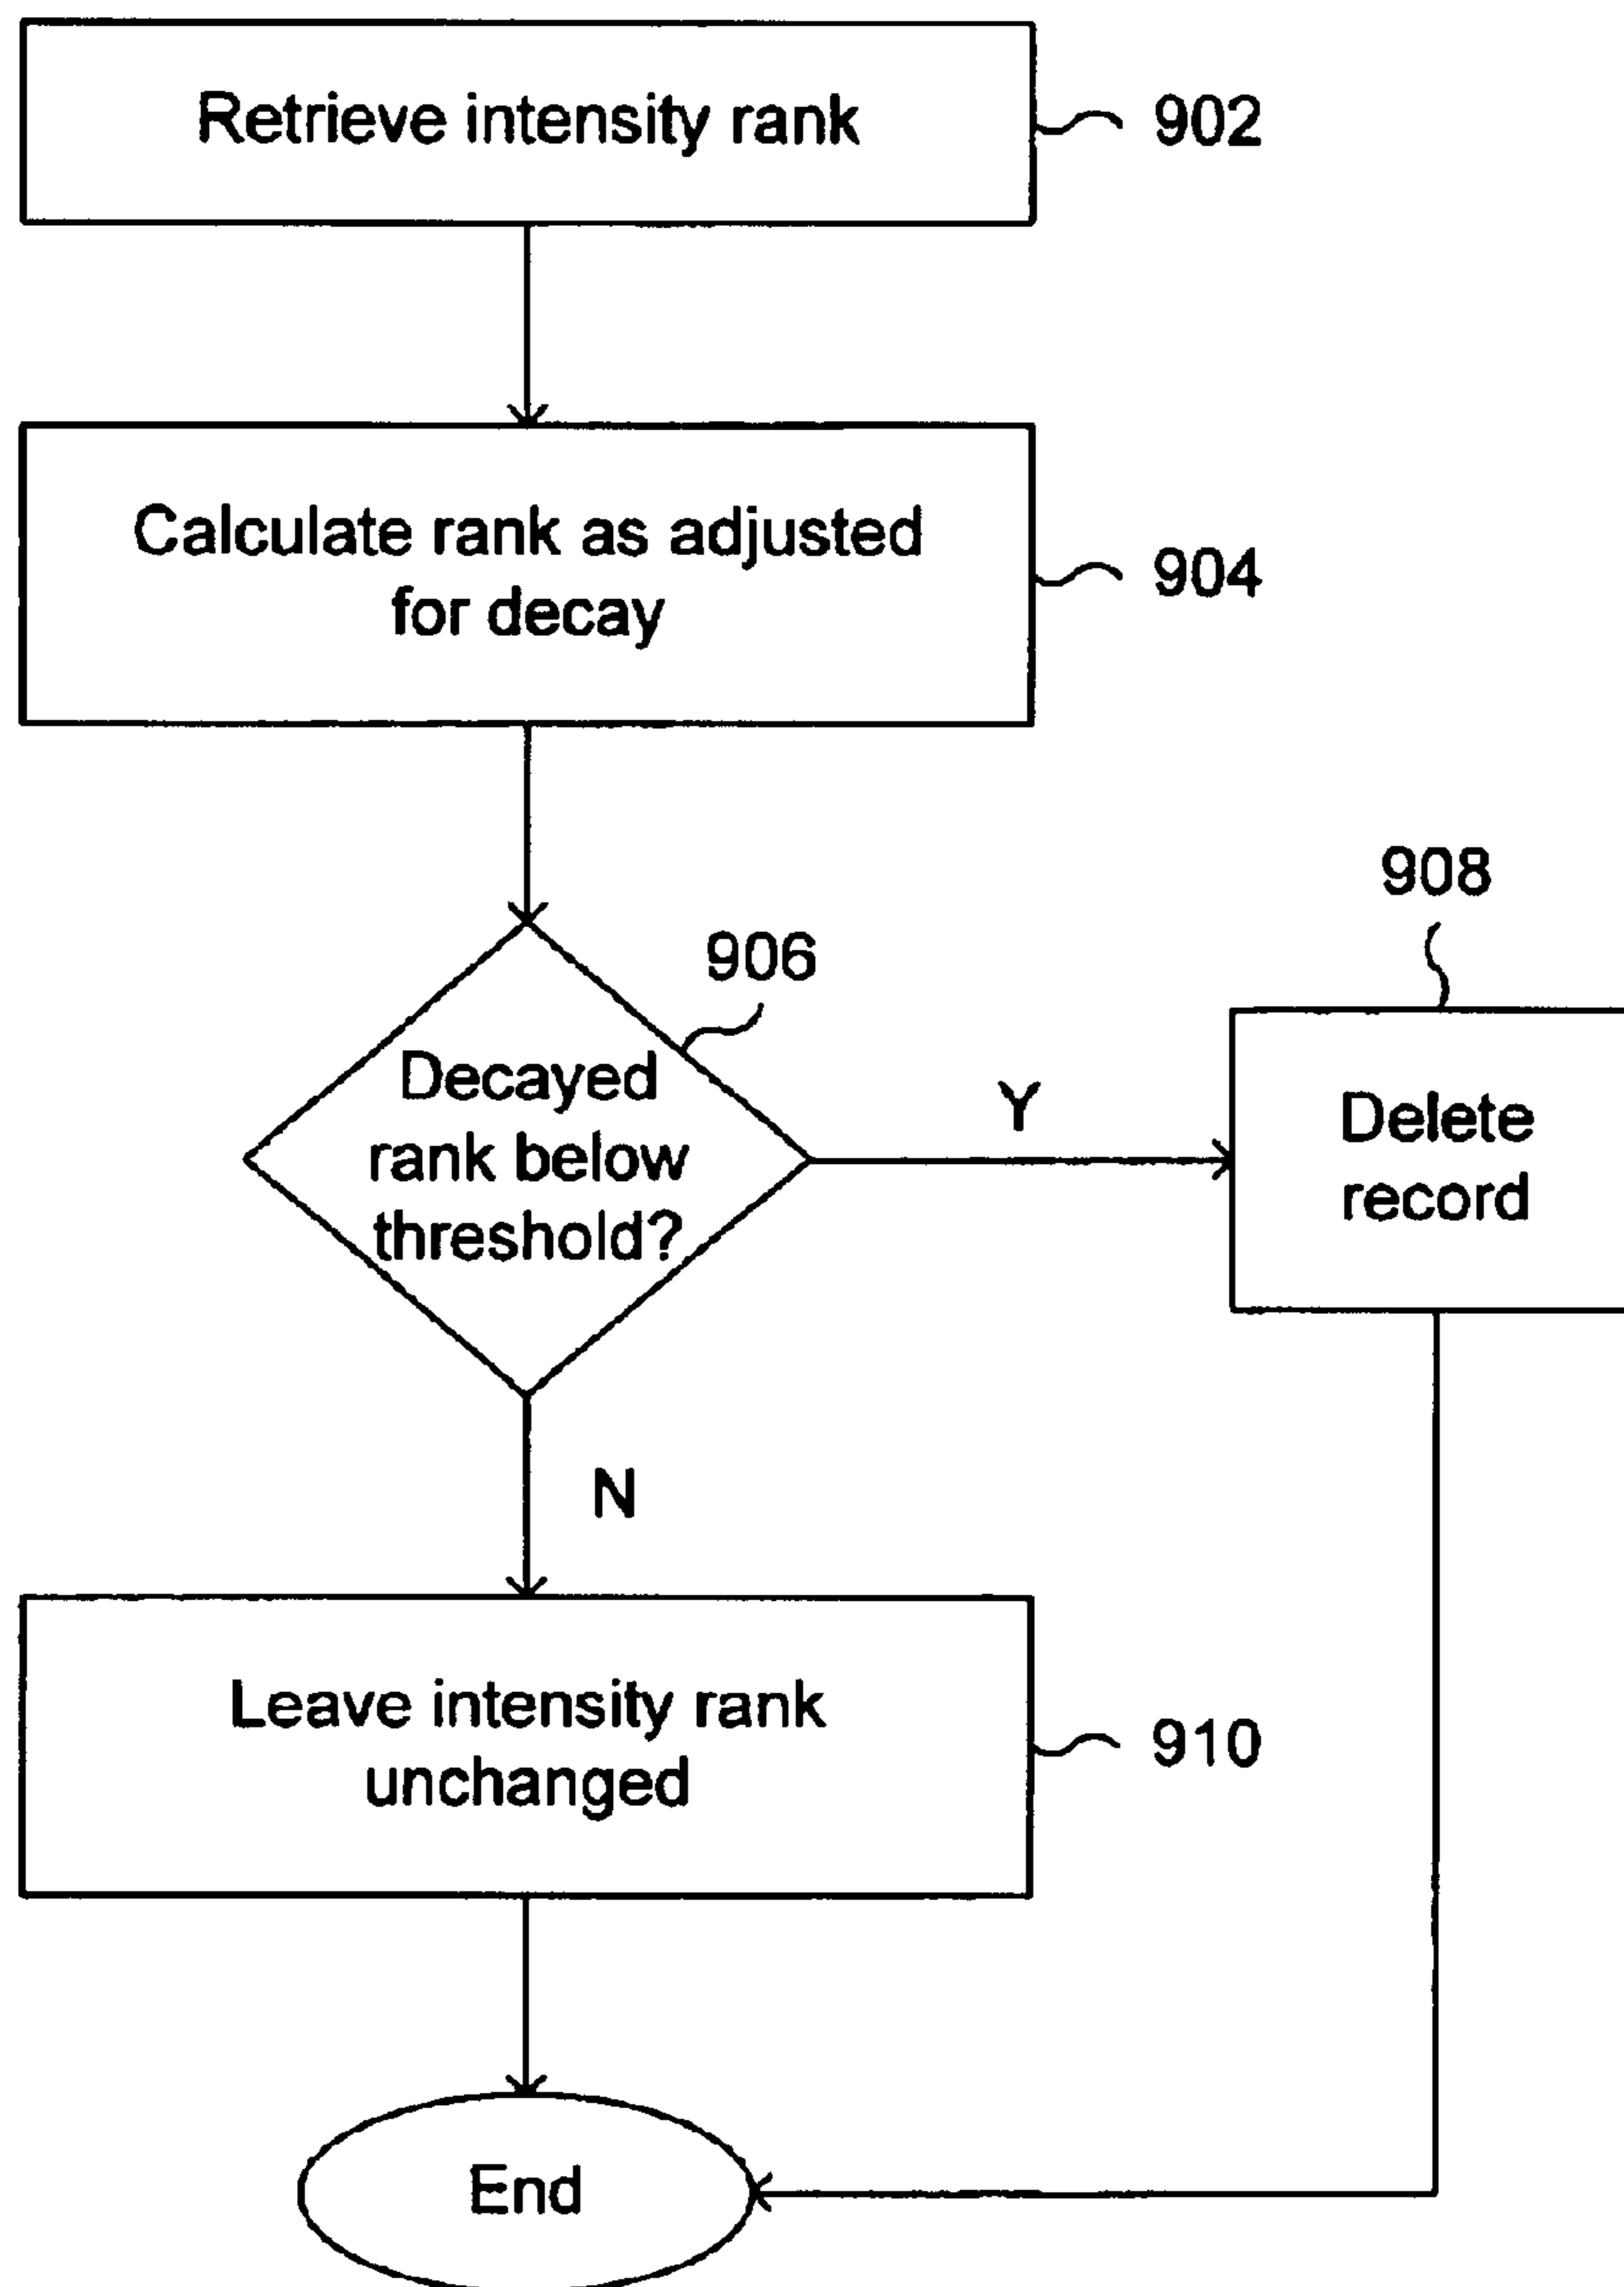 Retrieve intensity rank
902
Calculate rank as adjusted
for decay
904
906
Decayed
rank below
threshold?
Y
908
Delete
record
N
Leave intensity rank
unchanged
910
End